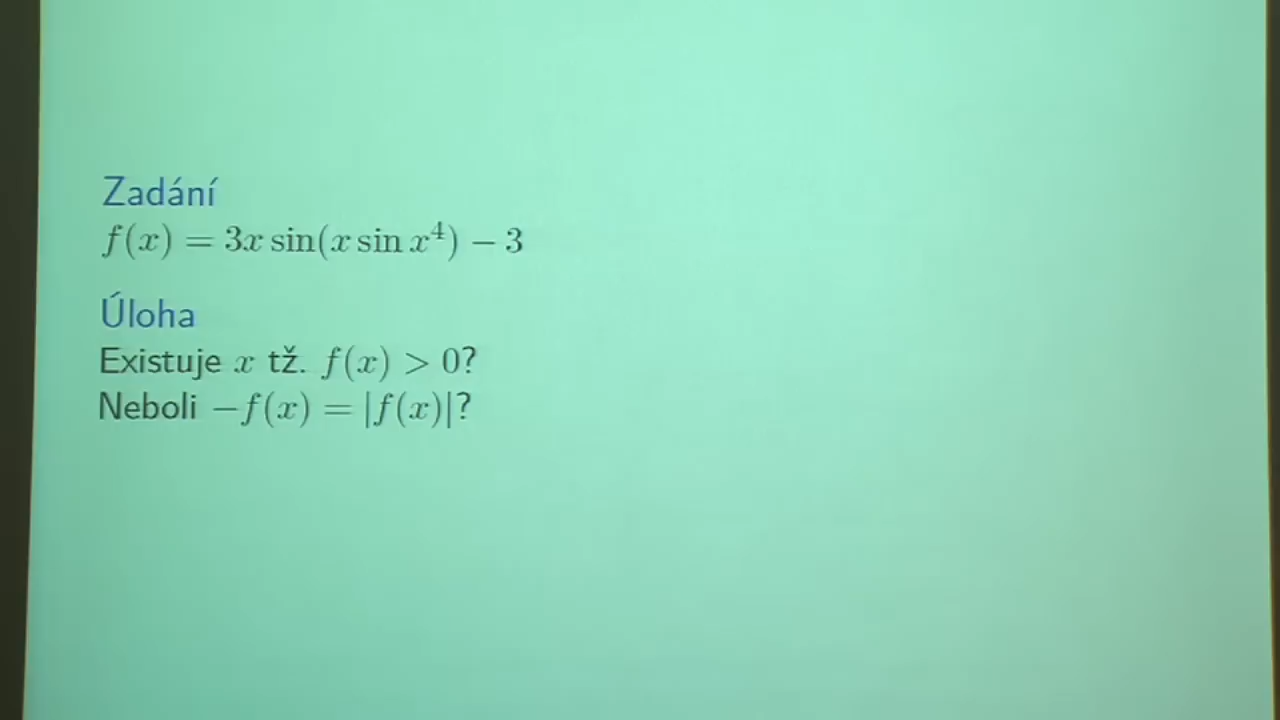 Zadání
f(x) = 3x sin(x sin x⁴) − 3
Úloha
Existuje x tž. f(x) > 0?
Neboli −f(x) = |f(x)|?